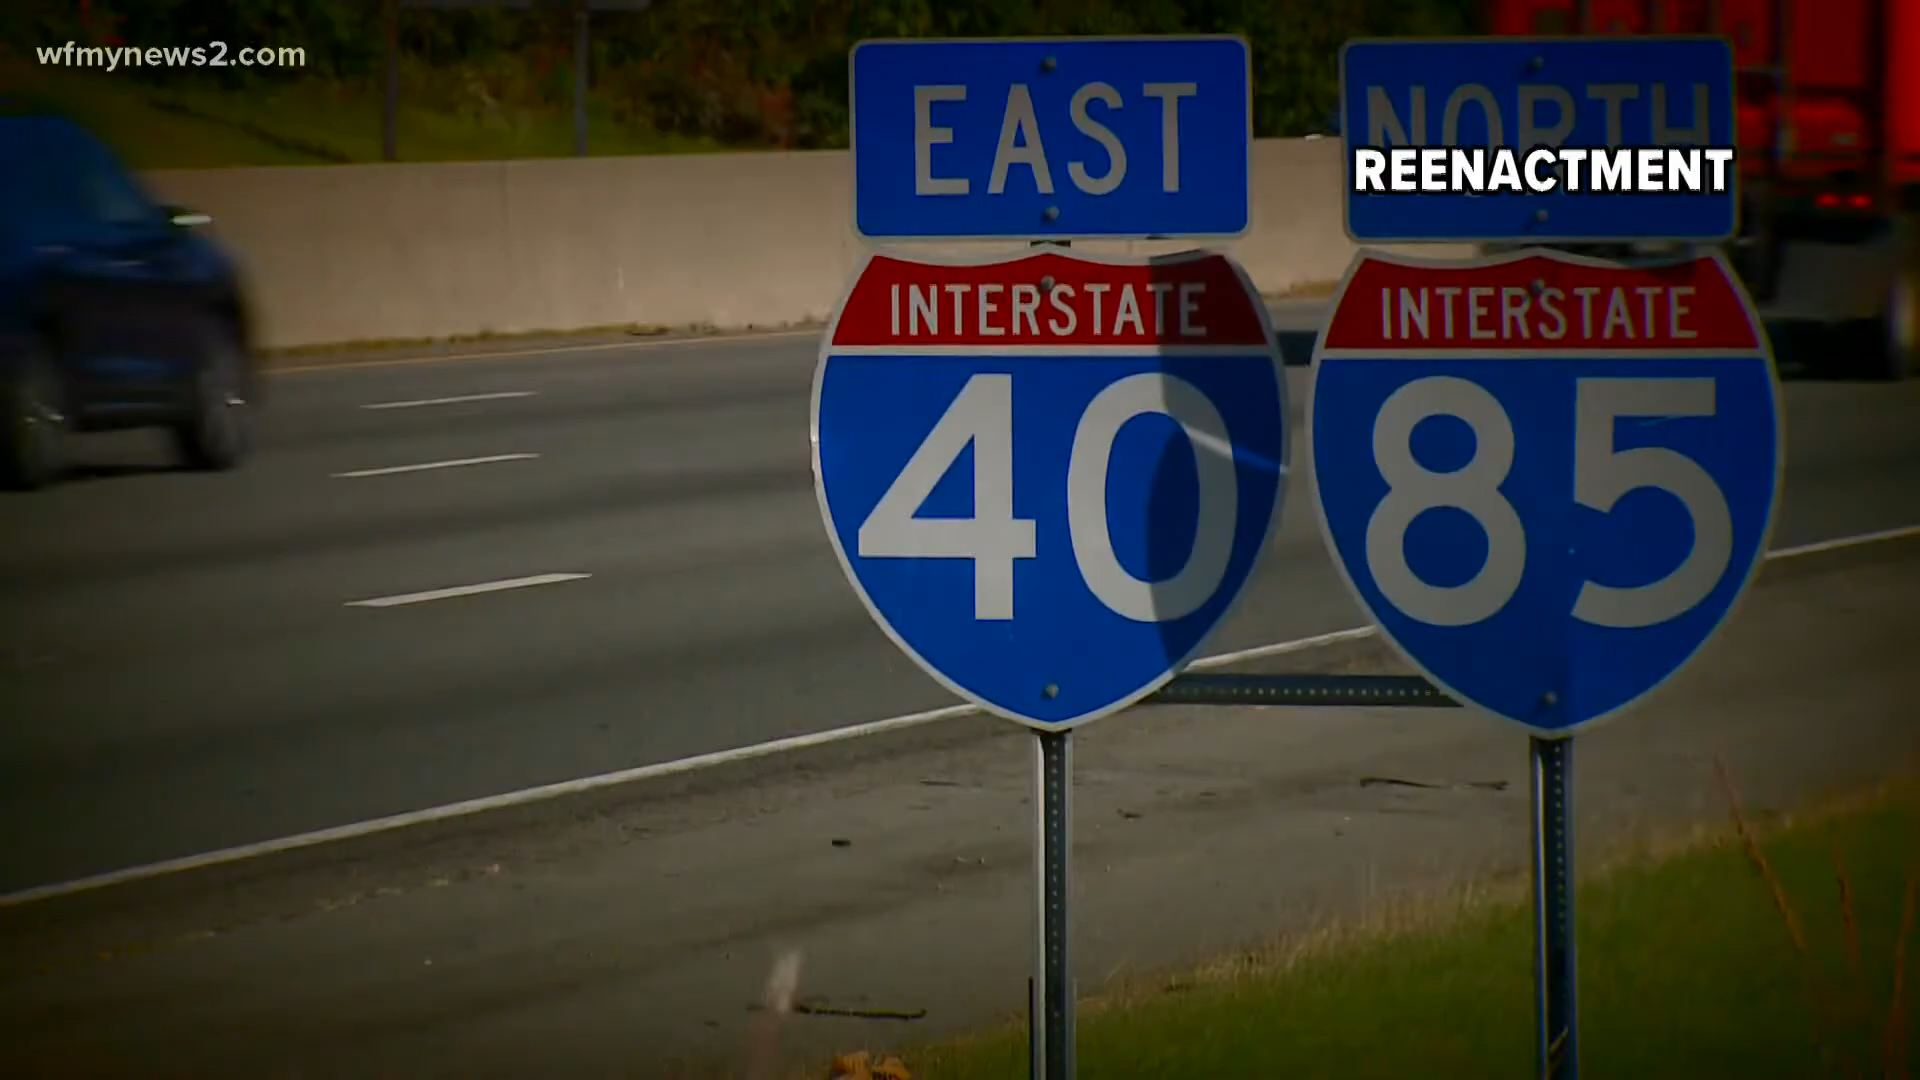 wfmynews2.com
EAST
NORTH
REENACTMENT
INTERSTATE
40
INTERSTATE
85